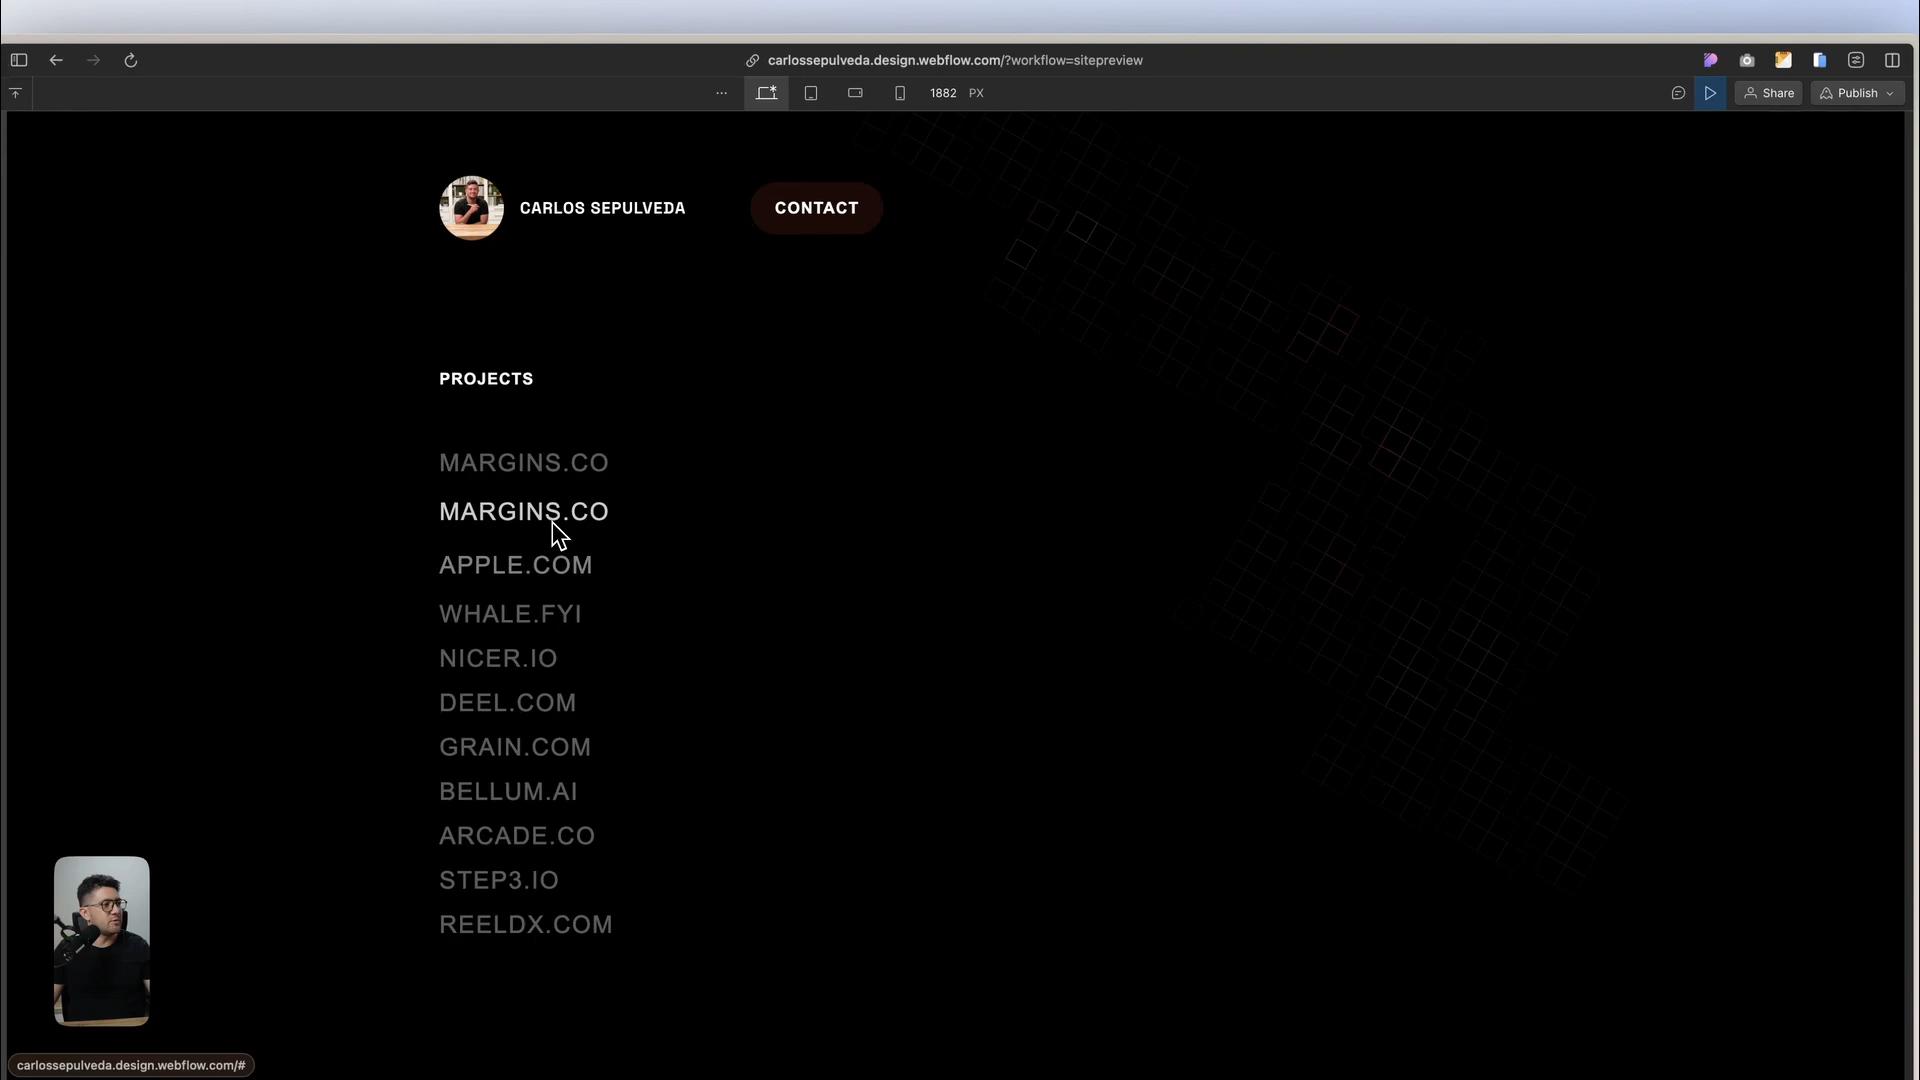 carlossepulveda.design.webflow.com/?workflow=sitepreview
... 1882 PX Share Publish
CARLOS SEPULVEDA CONTACT
PROJECTS
MARGINS.CO
MARGINS.CO
APPLE.COM
WHALE.FYI
NICER.IO
DEEL.COM
GRAIN.COM
BELLUM.AI
ARCADE.CO
STEP3.IO
REELDX.COM
carlossepulveda.design.webflow.com/#